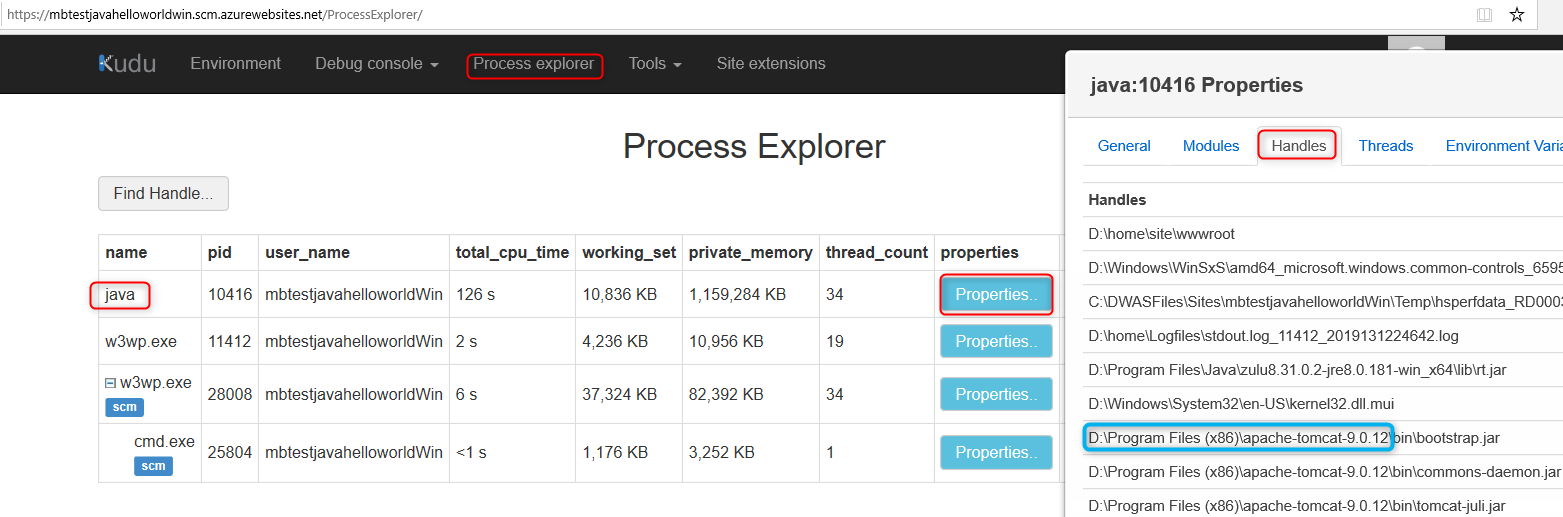 https://mbtestjavahelloworldwin.scm.azurewebsites.net/ProcessExplorer/
Kudu Environment Debug console Process explorer Tools Site extensions
Process Explorer
Find Handle...
name pid user_name total_cpu_time working_set private_memory thread_count properties
java 10416 mbtestjavahelloworldWin 126 s 10,836 KB 1,159,284 KB 34 Properties..
w3wp.exe 11412 mbtestjavahelloworldWin 2 s 4,236 KB 10,956 KB 19 Properties..
w3wp.exe scm 28008 mbtestjavahelloworldWin 6 s 37,324 KB 82,392 KB 34 Properties..
cmd.exe scm 25804 mbtestjavahelloworldWin <1 s 1,176 KB 3,252 KB 1 Properties..
java:10416 Properties
General Modules Handles Threads Environment Varia
Handles
D:\home\site\wwwroot
D:\Windows\WinSxS\amd64_microsoft.windows.common-controls_6595
C:\DWASFiles\Sites\mbtestjavahelloworldWin\Temp\hsperfdata_RD0003
D:\home\Logfiles\stdout.log_11412_2019131224642.log
D:\Program Files\Java\zulu8.31.0.2-jre8.0.181-win_x64\lib\rt.jar
D:\Windows\System32\en-US\kernel32.dll.mui
D:\Program Files (x86)\apache-tomcat-9.0.12\bin\bootstrap.jar
D:\Program Files (x86)\apache-tomcat-9.0.12\bin\commons-daemon.jar
D:\Program Files (x86)\apache-tomcat-9.0.12\bin\tomcat-juli.jar